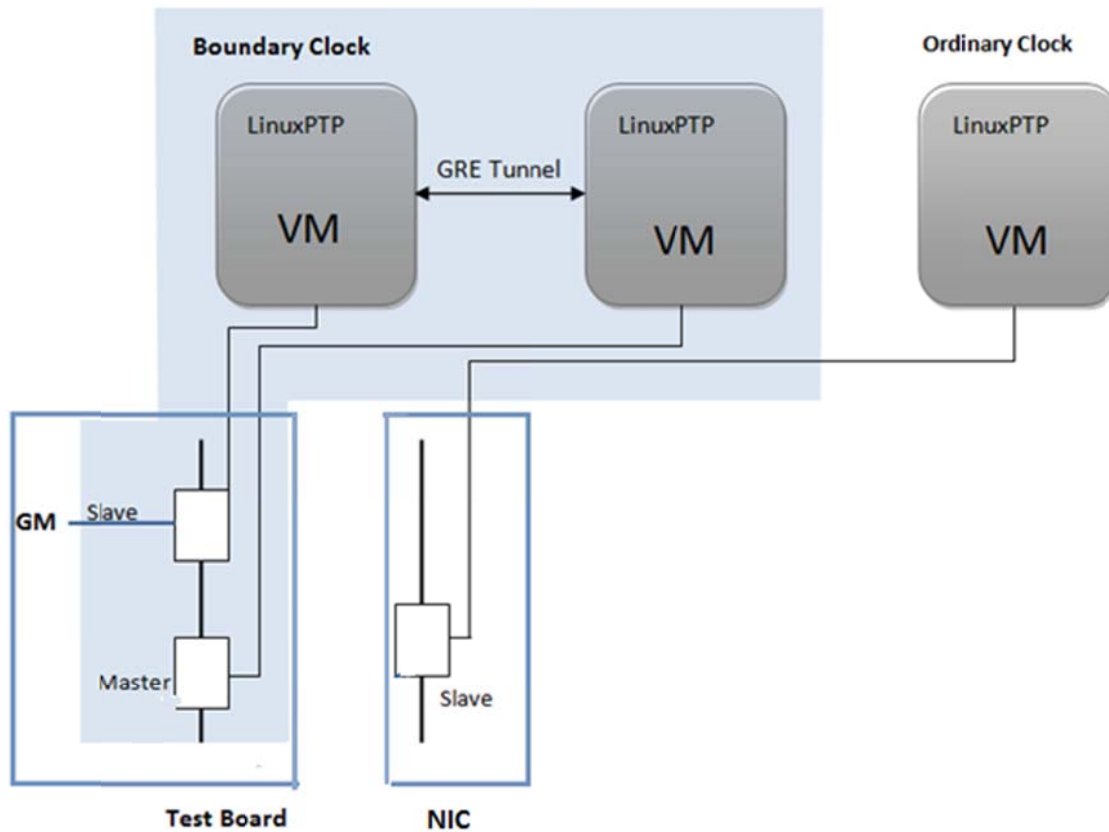 Boundary Clock
Ordinary Clock
LinuxPTP
LinuxPTP
LinuxPTP
GRE Tunnel
VM
VM
VM
GM
Slave
Master
Slave
Test Board
NIC